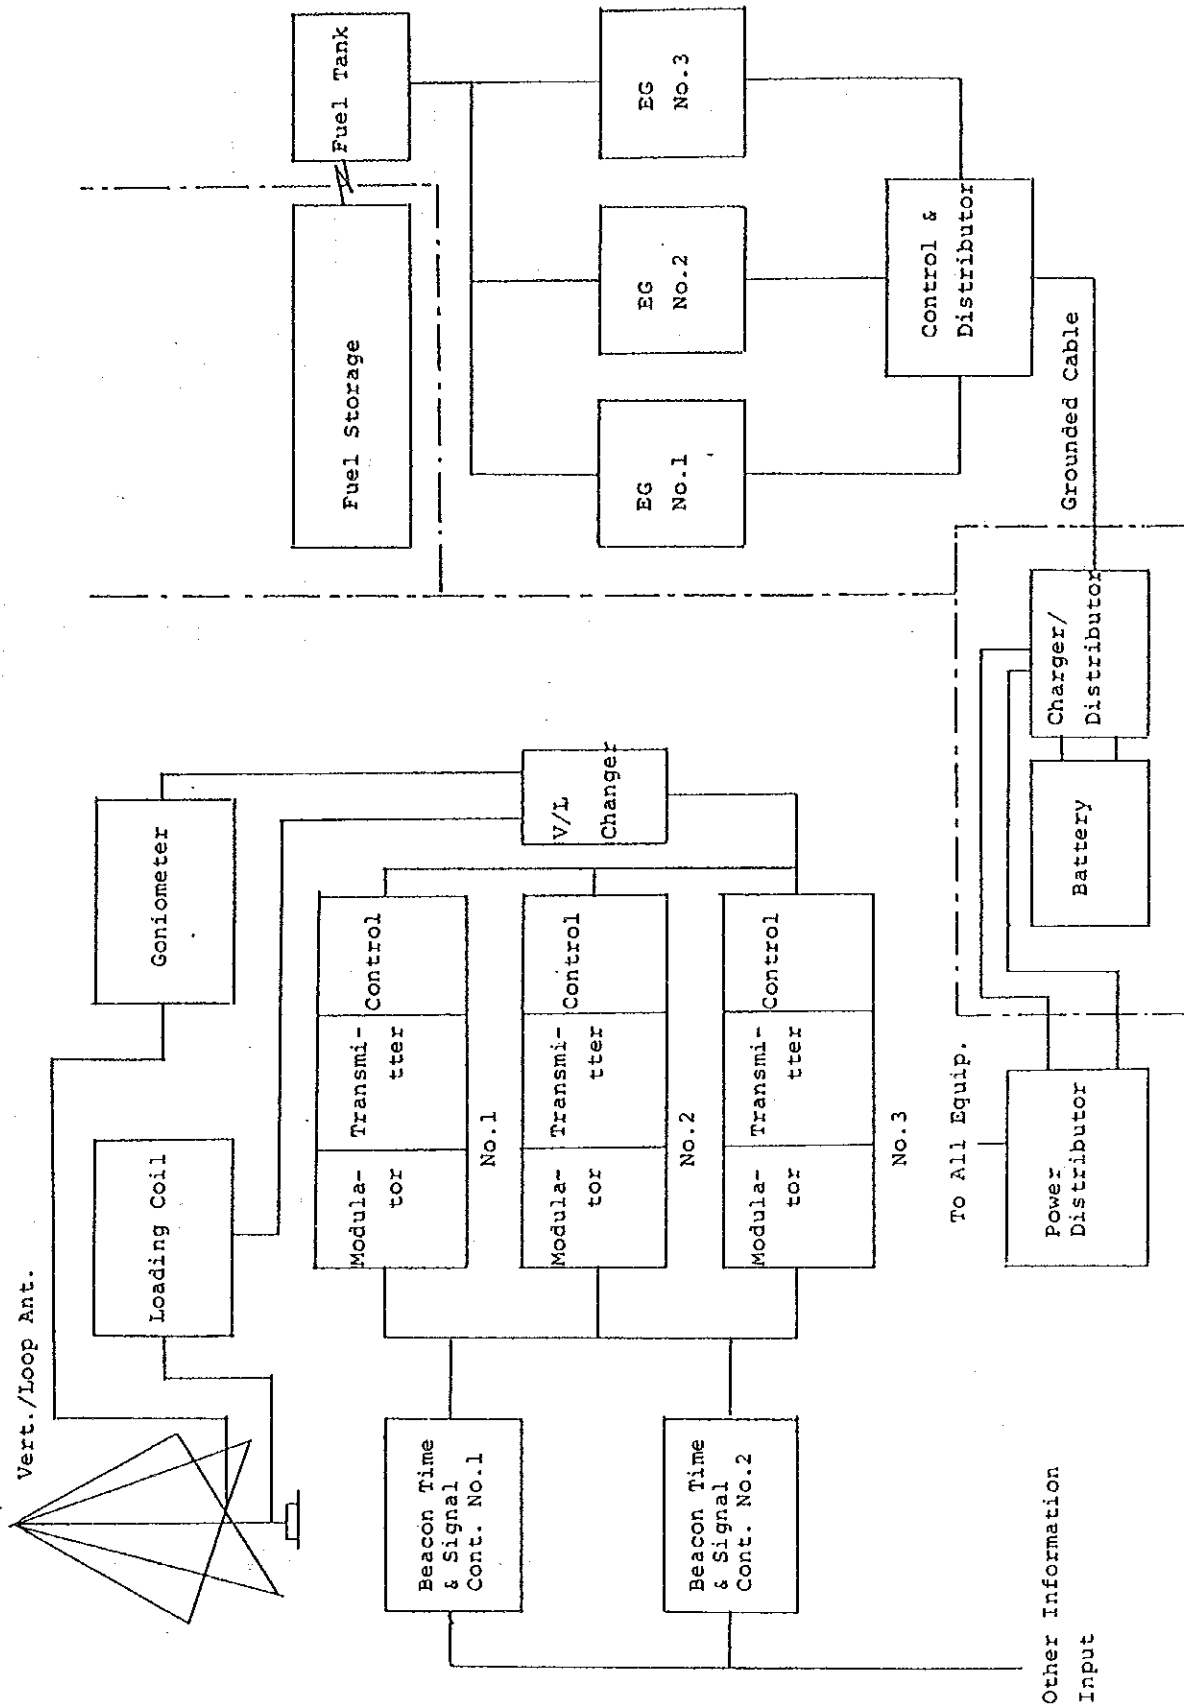 Vert./Loop Ant.
Loading Coil
Goniometer
Fuel Storage
Fuel Tank
Beacon Time
& Signal
Cont. No.1
Modula-
tor
Transmi-
tter
Control
No.1
V/L
Changer
EG
No.1
EG
No.2
EG
No.3
Modula-
tor
Transmi-
tter
Control
No.2
Beacon Time
& Signal
Cont. No.2
Modula-
tor
Transmi-
tter
Control
No.3
Control &
Distributor
To All Equip.
Grounded Cable
Other Information
Input
Power
Distributor
Battery
Charger/
Distributor